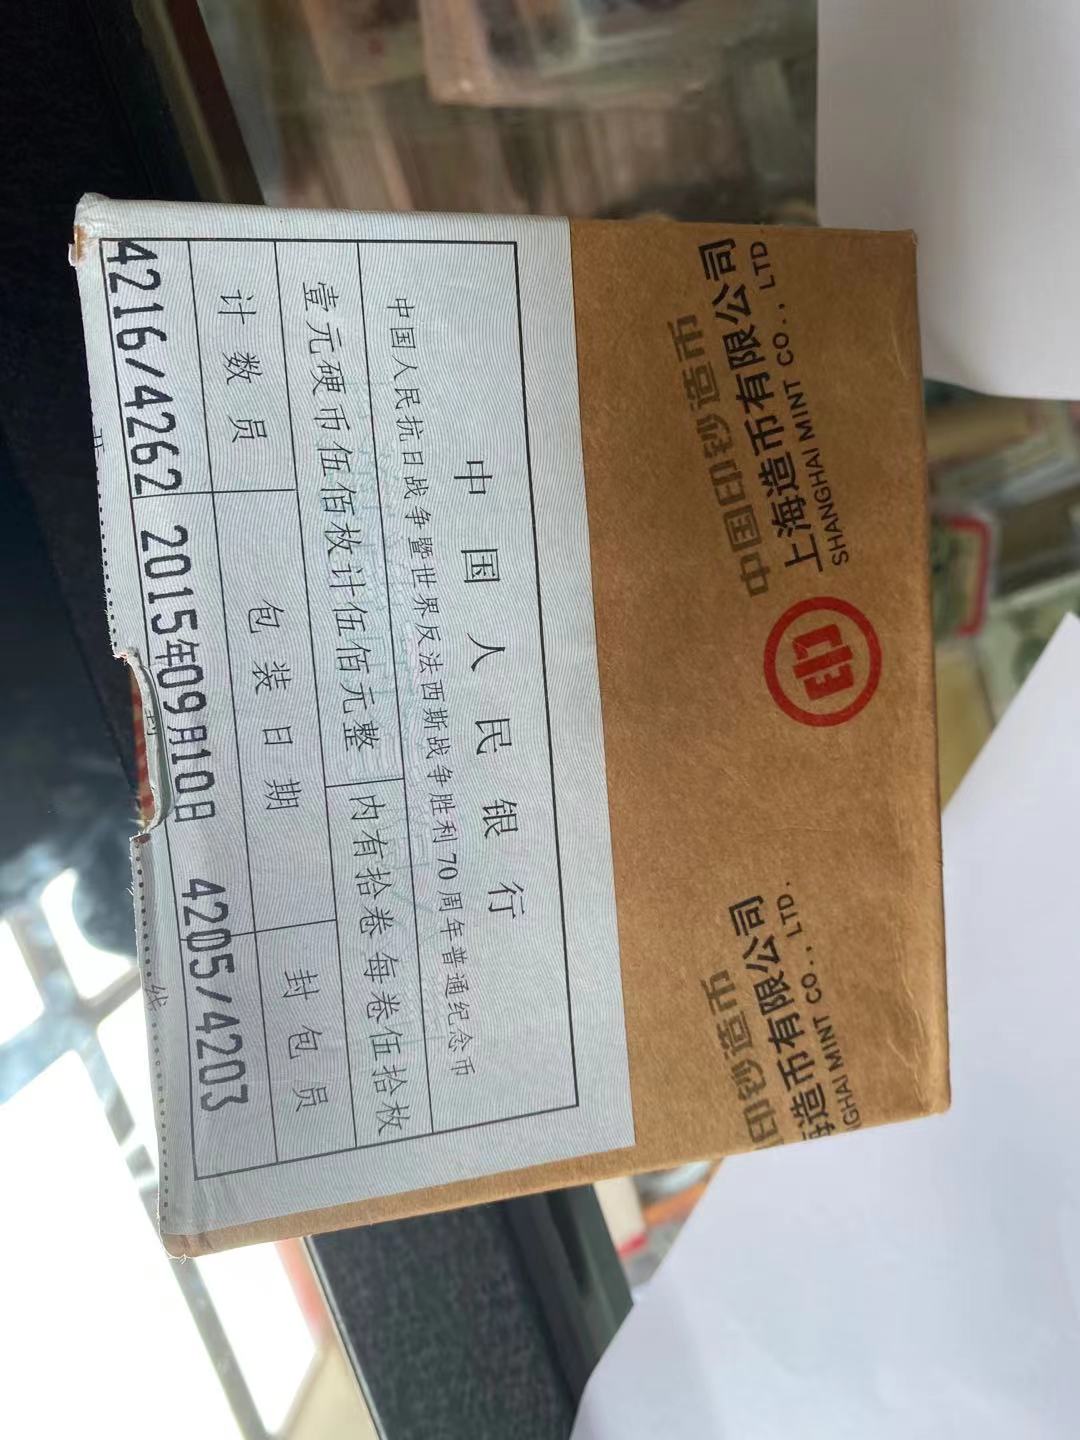 中国人民银行
中国人民抗日战争暨世界反法西斯战争胜利70周年普通纪念币
壹元硬币伍佰枚计伍佰元整 内有拾卷每卷伍拾枚
计数员 包装日期 封包员
4216/4262 2015年09月10日 4205/4203
线
中国印钞造币
上海造币有限公司
SHANGHAI MINT CO., LTD
印钞造币
海造币有限公司
GHAI MINT CO., LTD.